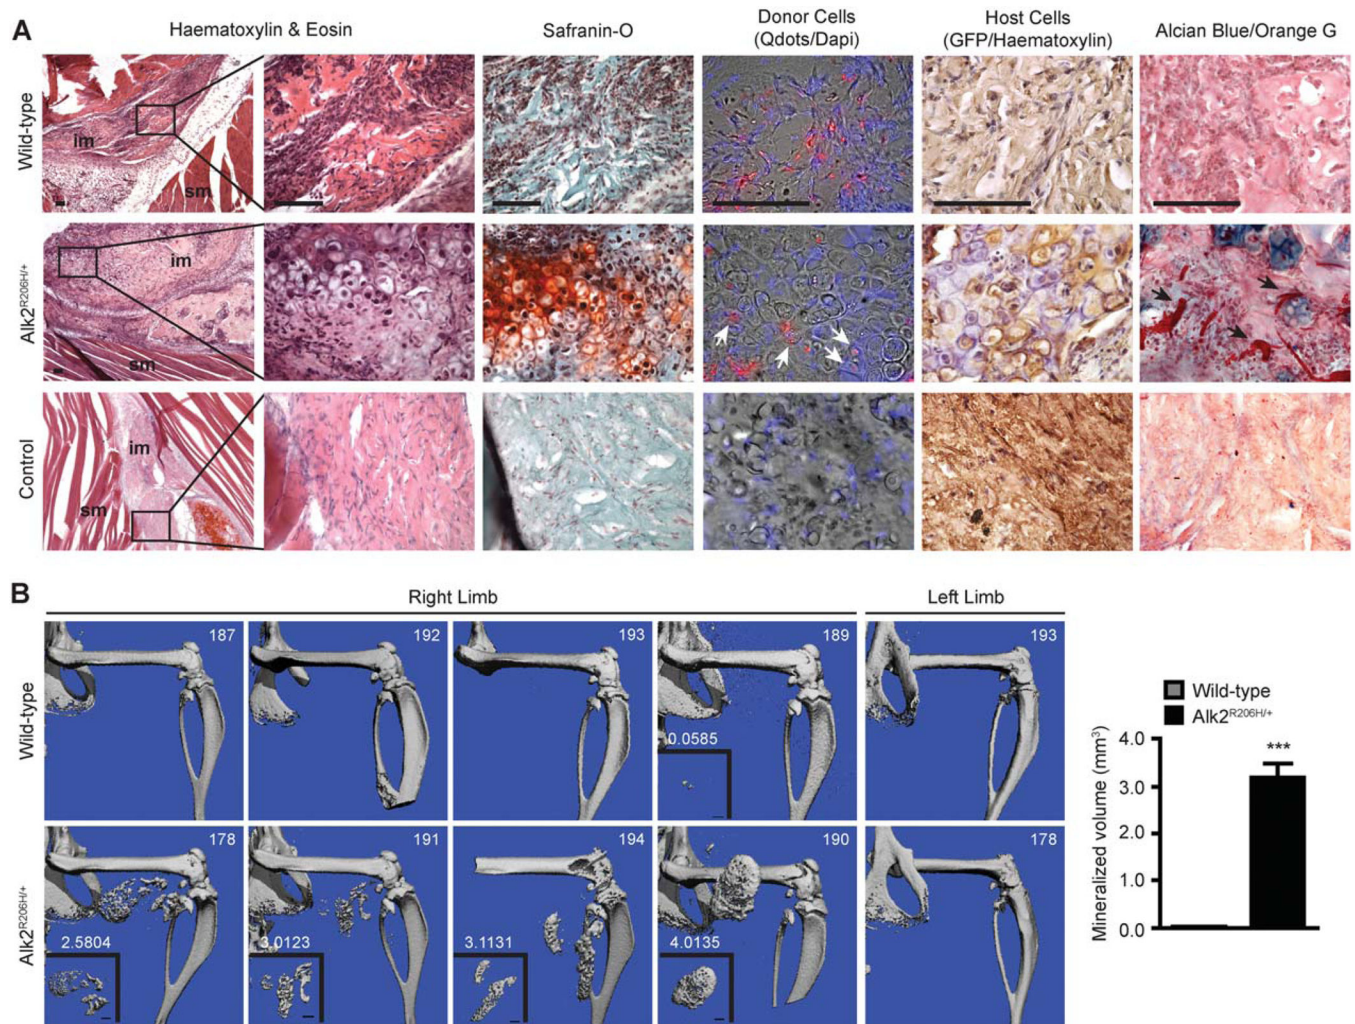 A
Haematoxylin & Eosin
Safranin-O
Donor Cells
(Qdots/Dapi)
Host Cells
(GFP/Haematoxylin)
Alcian Blue/Orange G
Wild-type
im
sm
Alk2R206H/+
im
sm
Control
im
sm
B
Right Limb
Left Limb
Wild-type
187
192
193
189
0.0585
193
Alk2R206H/+
178
2.5804
191
3.0123
194
3.1131
190
4.0135
178
Wild-type
Alk2R206H/+
Mineralized volume (mm3)
4.0
3.0
2.0
1.0
0.0
***